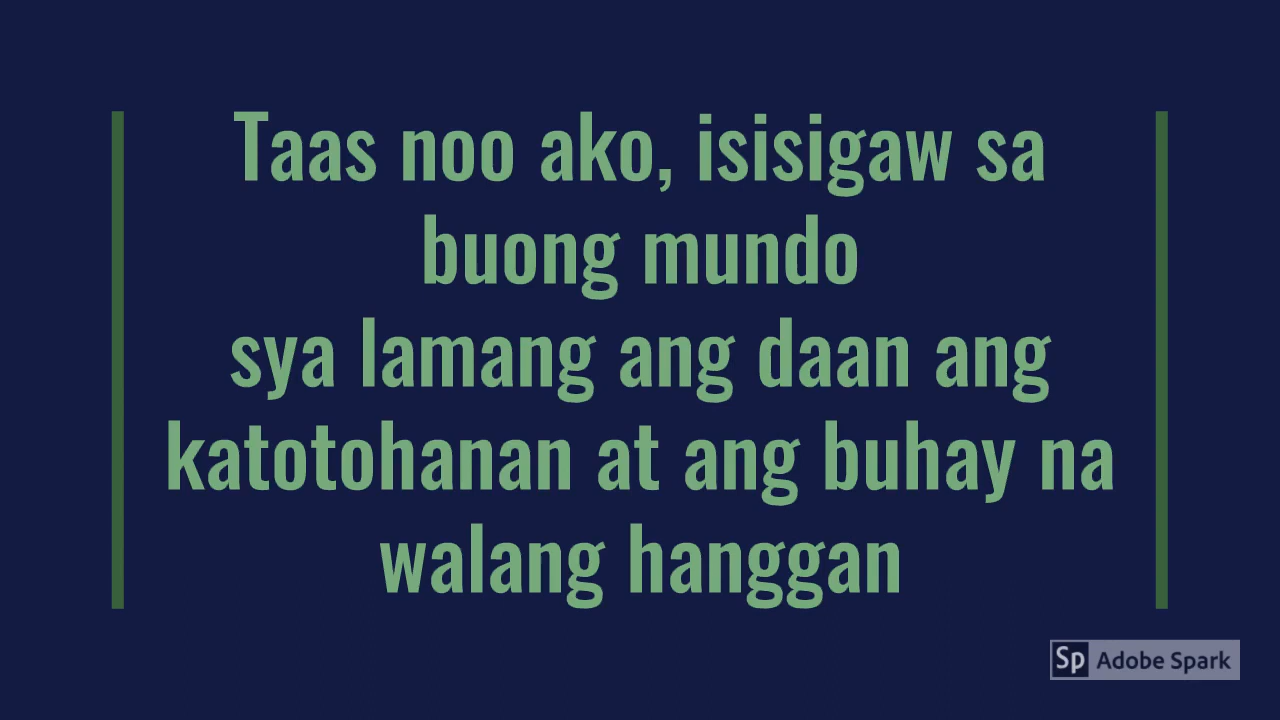 Taas noo ako, isisigaw sa
buong mundo
sya lamang ang daan ang
katotohanan at ang buhay na
walang hanggan
Sp Adobe Spark